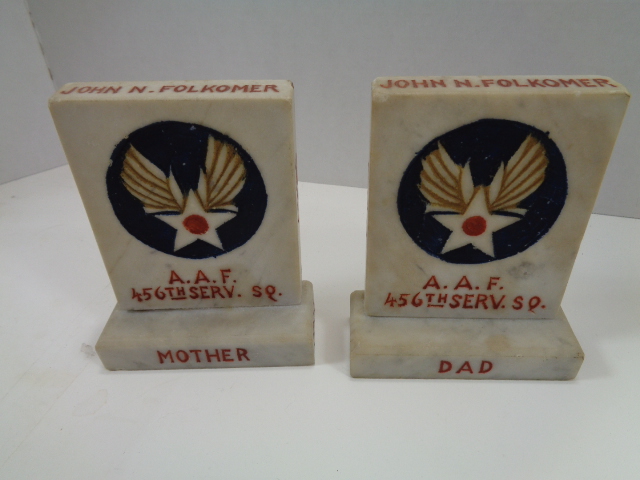 JOHN N. FOLKOMER
A.A.F.
456TH SERV. SQ.
MOTHER
JOHN N. FOLKOMER
A.A.F.
456TH SERV. SQ.
DAD